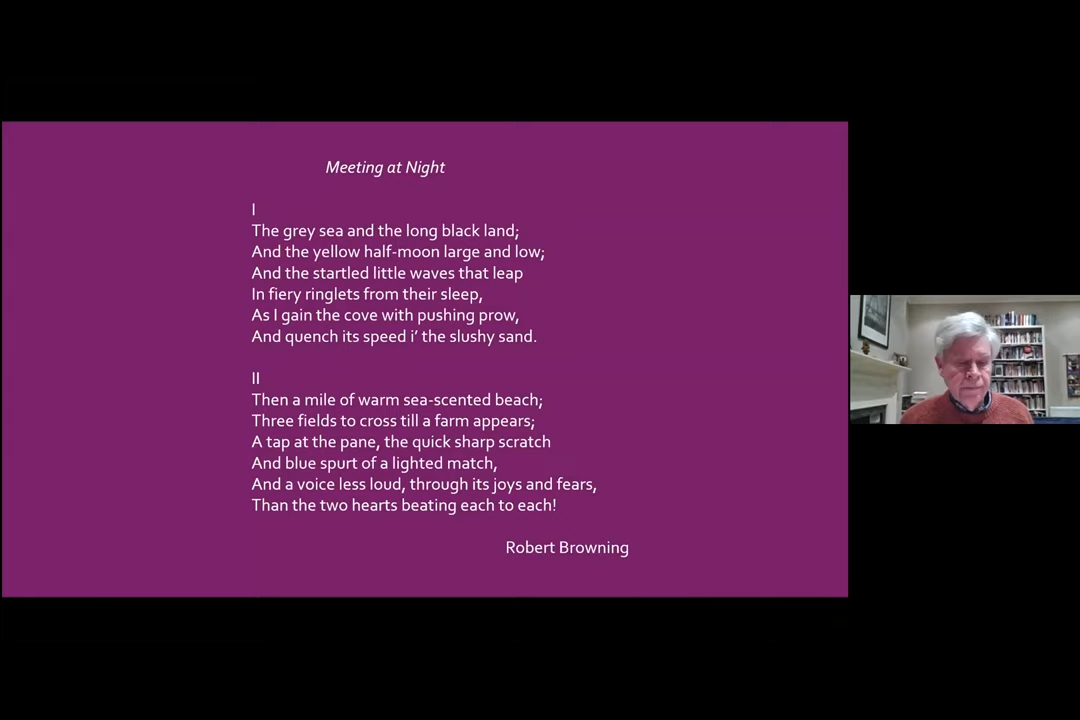 Meeting at Night
I
The grey sea and the long black land;
And the yellow half-moon large and low;
And the startled little waves that leap
In fiery ringlets from their sleep,
As I gain the cove with pushing prow,
And quench its speed i’ the slushy sand.
II
Then a mile of warm sea-scented beach;
Three fields to cross till a farm appears;
A tap at the pane, the quick sharp scratch
And blue spurt of a lighted match,
And a voice less loud, through its joys and fears,
Than the two hearts beating each to each!
Robert Browning